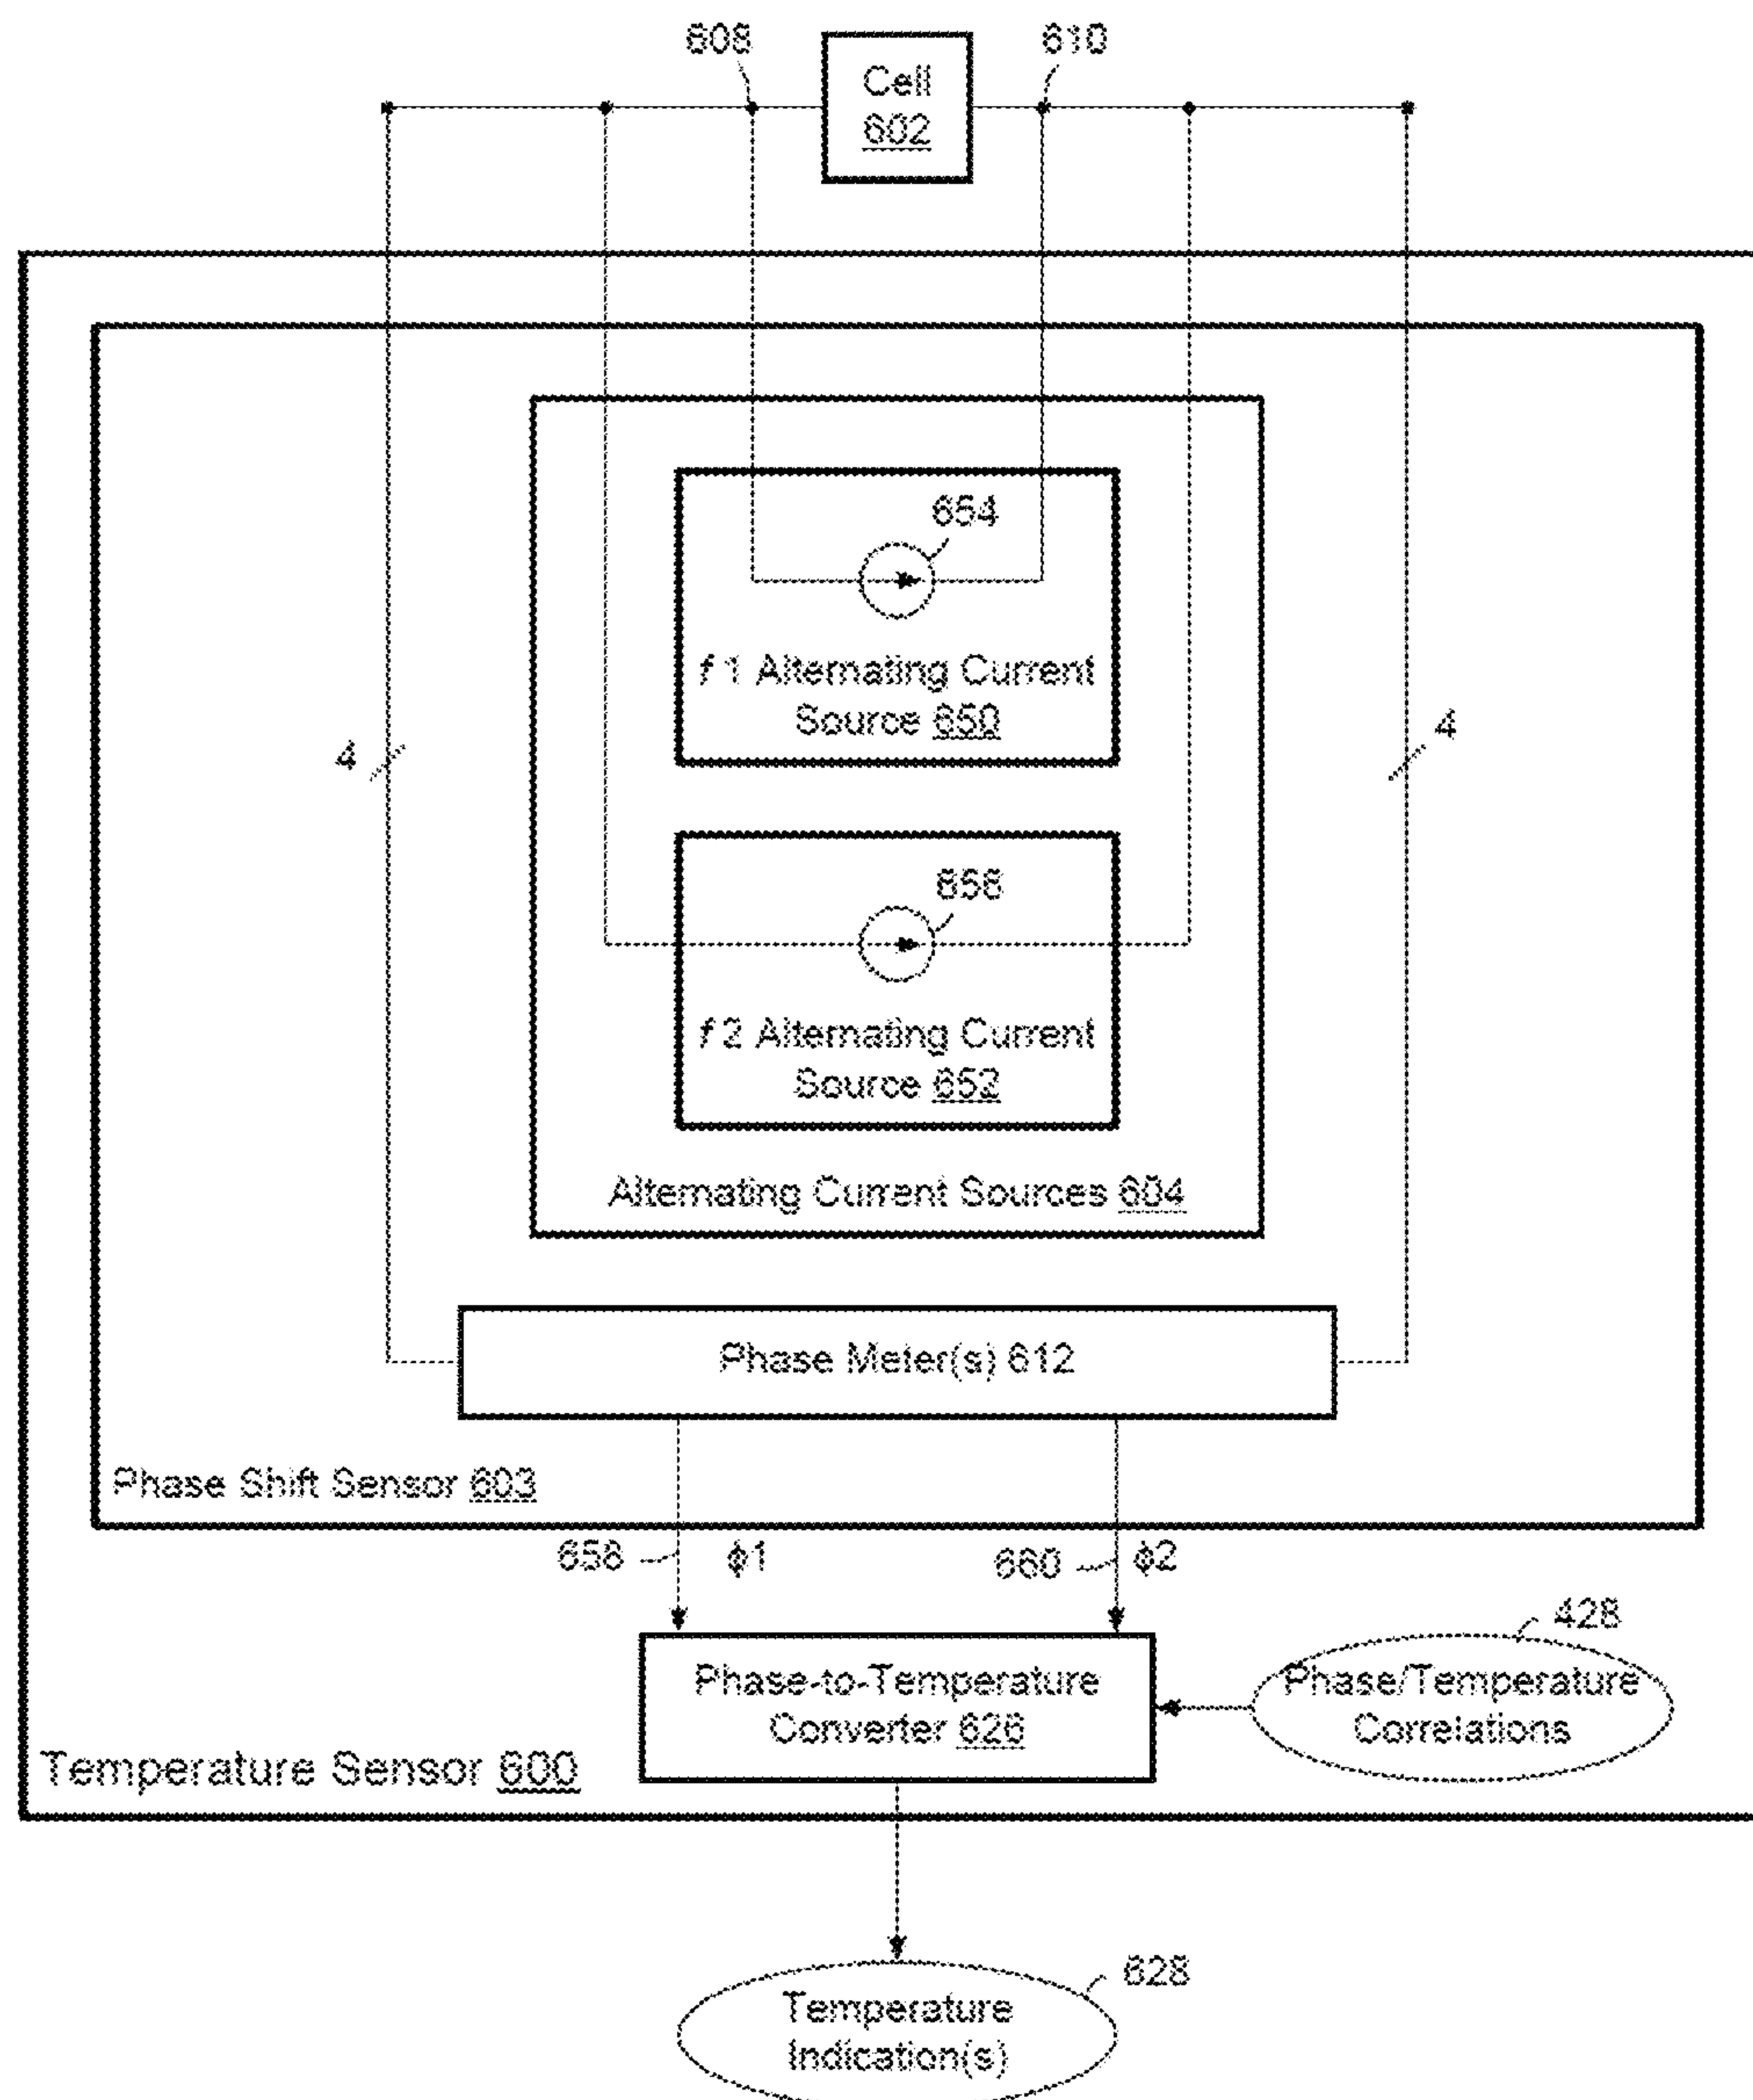 608
610
Cell
602
654
f 1 Alternating Current
Source 650
4
4
656
f 2 Alternating Current
Source 652
Alternating Current Sources 604
Phase Meter(s) 612
Phase Shift Sensor 603
658
ϕ1
660
ϕ2
428
Phase-to-Temperature
Converter 626
Phase/Temperature
Correlations
Temperature Sensor 600
628
Temperature
Indication(s)